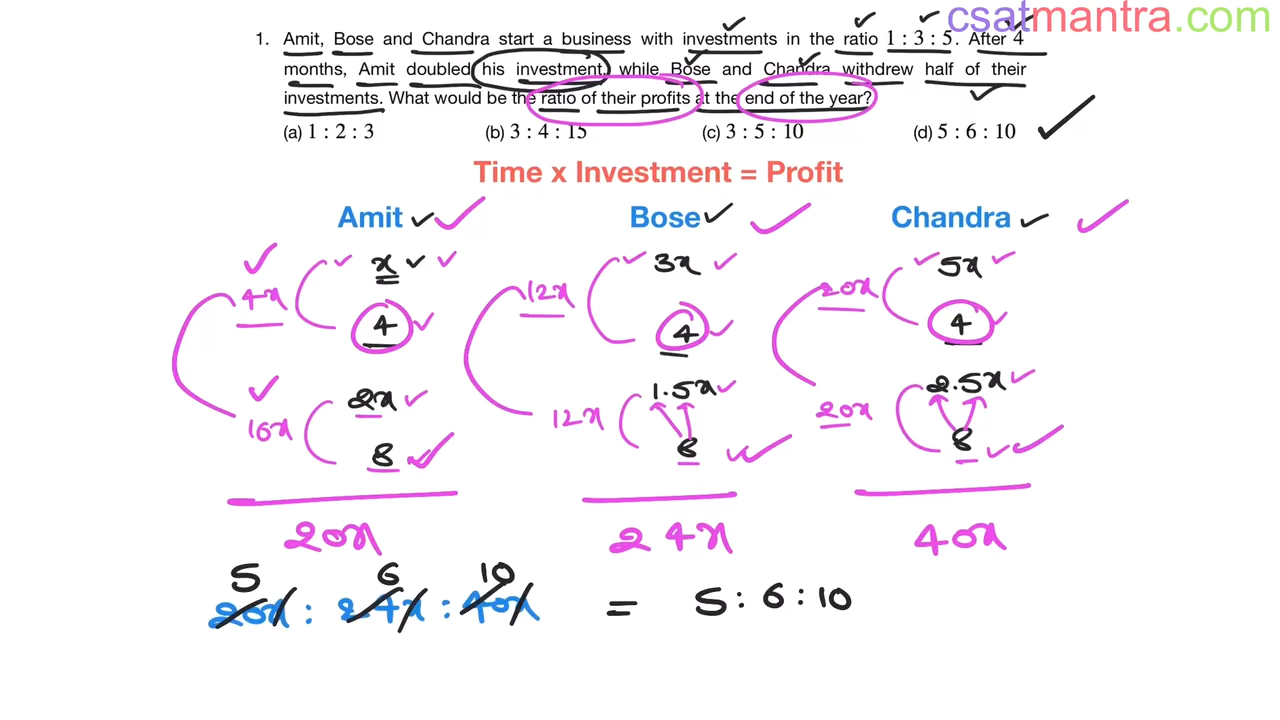 csatmantra.com
1. Amit, Bose and Chandra start a business with investments in the ratio 1 : 3 : 5. After 4
months, Amit doubled his investment while Bose and Chandra withdrew half of their
investments. What would be the ratio of their profits at the end of the year?
(a) 1 : 2 : 3 (b) 3 : 4 : 15 (c) 3 : 5 : 10 (d) 5 : 6 : 10
Time x Investment = Profit
Amit Bose Chandra
x 3x 5x
4x 12x 20x
4 4 4
2x 1.5x 2.5x
16x 12x 20x
8 8 8
20x 24x 40x
5 6 10
20x : 24x : 40x = 5 : 6 : 10